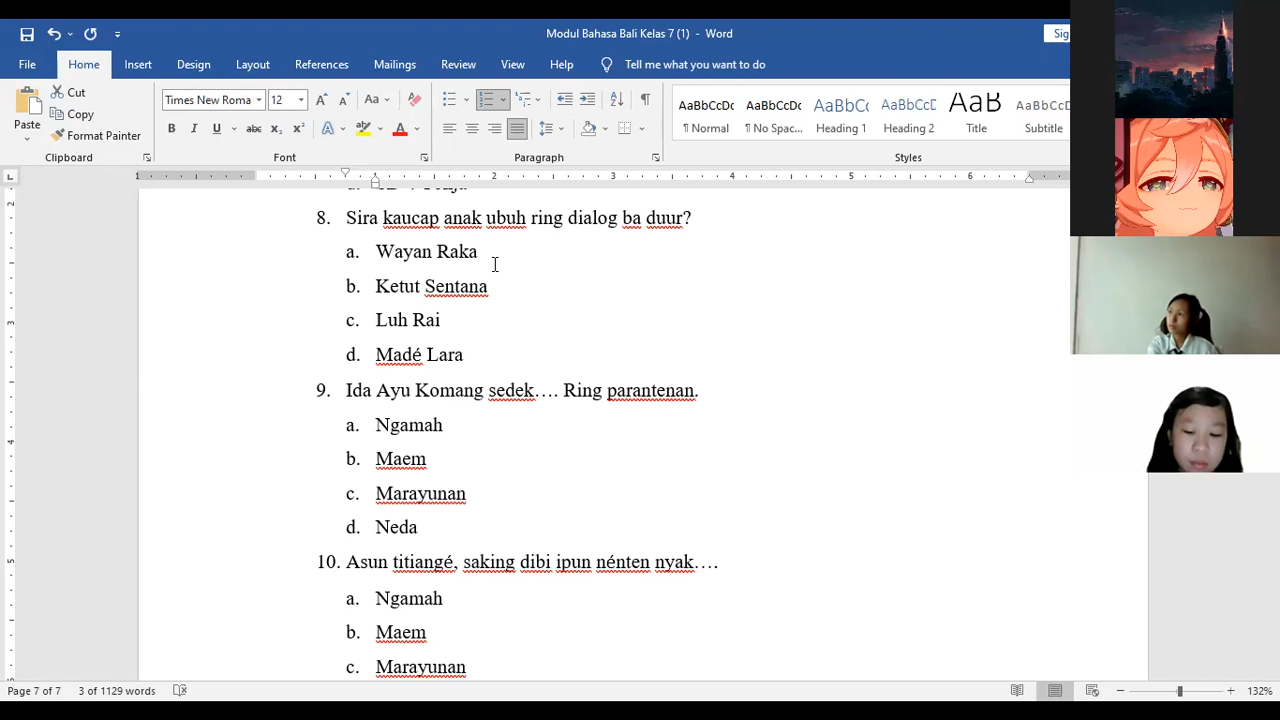 Modul Bahasa Bali Kelas 7 (1) - Word
Sig
File Home Insert Design Layout References Mailings Review View Help Tell me what you want to do
Paste
Cut
Copy
Format Painter
Clipboard
Times New Roma 12
Font
Paragraph
AaBbCcDc AaBbCcDc AaBbCcC AaBbCcDc AaB AaBbCcD
¶ Normal ¶ No Spac... Heading 1 Heading 2 Title Subtitle
Styles
8. Sira kaucap anak ubuh ring dialog ba duur?
a. Wayan Raka
b. Ketut Sentana
c. Luh Rai
d. Madé Lara
9. Ida Ayu Komang sedek…. Ring parantenan.
a. Ngamah
b. Maem
c. Marayunan
d. Neda
10. Asun titiangé, saking dibi ipun nénten nyak….
a. Ngamah
b. Maem
c. Marayunan
Page 7 of 7 3 of 1129 words 132%